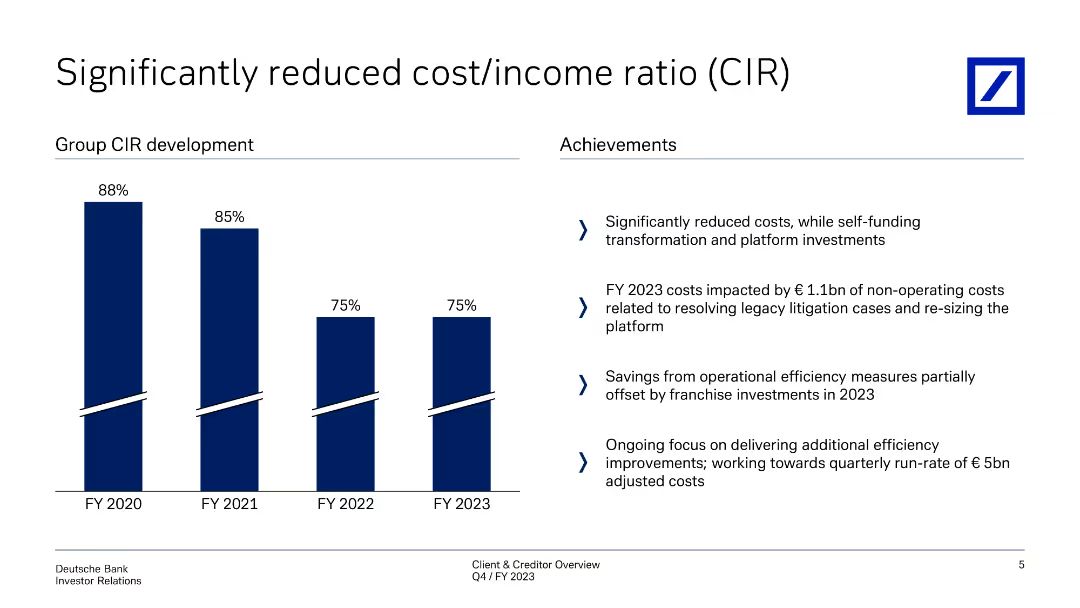 Significantly reduced cost/income ratio (CIR)
Group CIR development
88%
85%
75%
75%
FY 2020
FY 2021
FY 2022
FY 2023
Achievements
Significantly reduced costs, while self-funding
transformation and platform investments
FY 2023 costs impacted by € 1.1bn of non-operating costs
related to resolving legacy litigation cases and re-sizing the
platform
Savings from operational efficiency measures partially
offset by franchise investments in 2023
Ongoing focus on delivering additional efficiency
improvements; working towards quarterly run-rate of € 5bn
adjusted costs
Deutsche Bank
Investor Relations
Client & Creditor Overview
Q4 / FY 2023
5